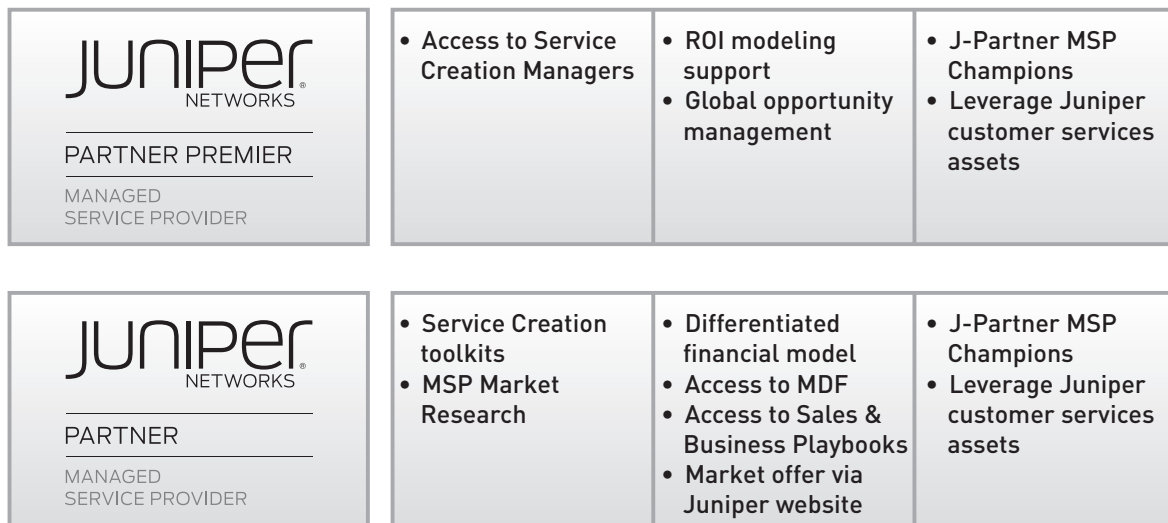 JUNIPER®
NETWORKS
PARTNER PREMIER
MANAGED
SERVICE PROVIDER
• Access to Service
Creation Managers
• ROI modeling
support
• Global opportunity
management
• J-Partner MSP
Champions
• Leverage Juniper
customer services
assets
JUNIPER®
NETWORKS
PARTNER
MANAGED
SERVICE PROVIDER
• Service Creation
toolkits
• MSP Market
Research
• Differentiated
financial model
• Access to MDF
• Access to Sales &
Business Playbooks
• Market offer via
Juniper website
• J-Partner MSP
Champions
• Leverage Juniper
customer services
assets